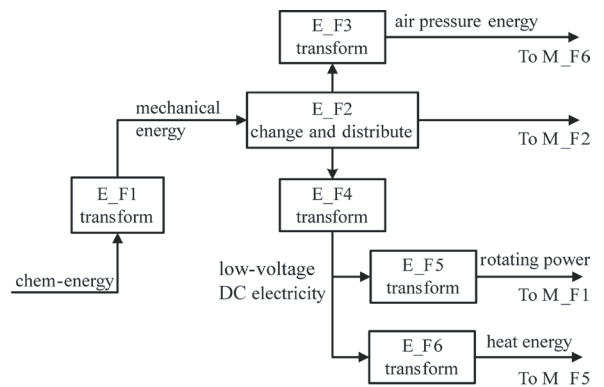 E_F3
transform
air pressure energy
To M_F6
mechanical
energy
E_F2
change and distribute
To M_F2
E_F1
transform
E_F4
transform
chem-energy
low-voltage
DC electricity
E_F5
transform
rotating power
To M_F1
E_F6
transform
heat energy
To M_F5